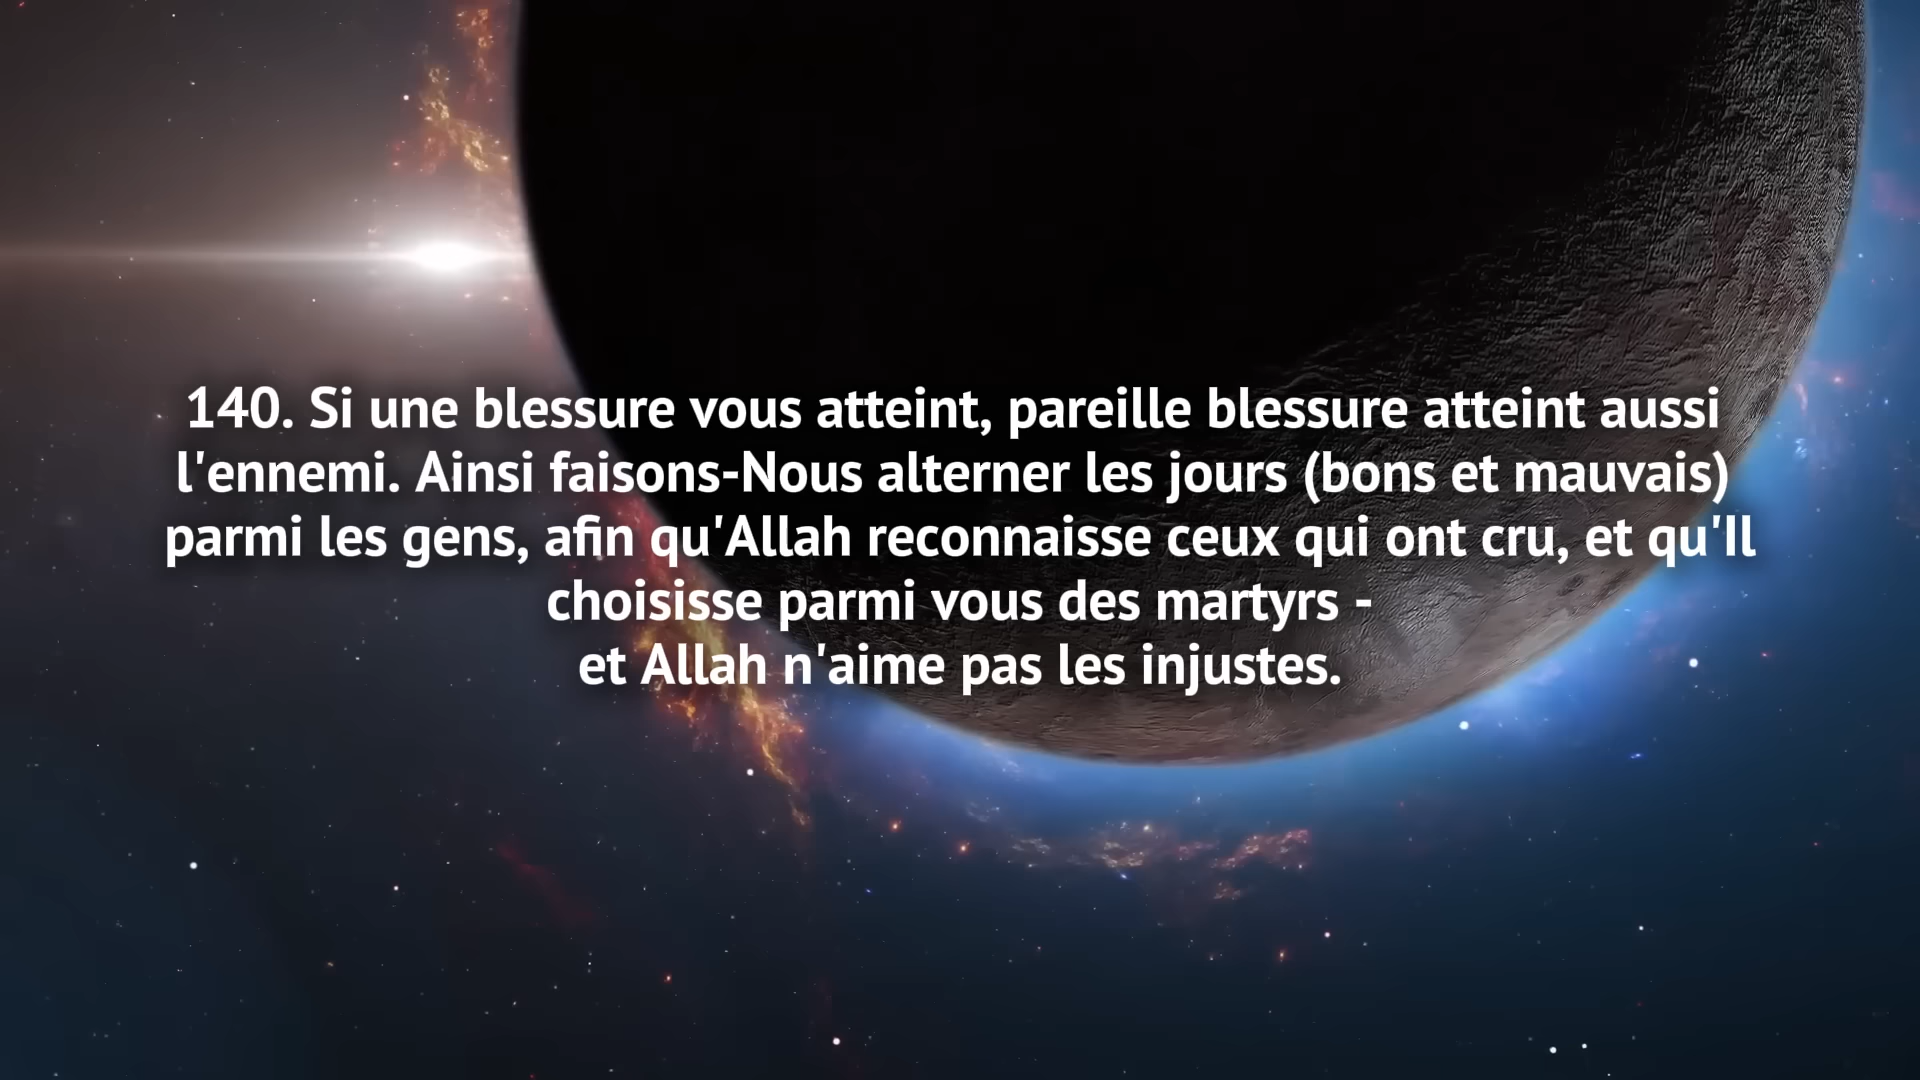 140. Si une blessure vous atteint, pareille blessure atteint aussi
l'ennemi. Ainsi faisons-Nous alterner les jours (bons et mauvais)
parmi les gens, afin qu'Allah reconnaisse ceux qui ont cru, et qu'Il
choisisse parmi vous des martyrs -
et Allah n'aime pas les injustes.